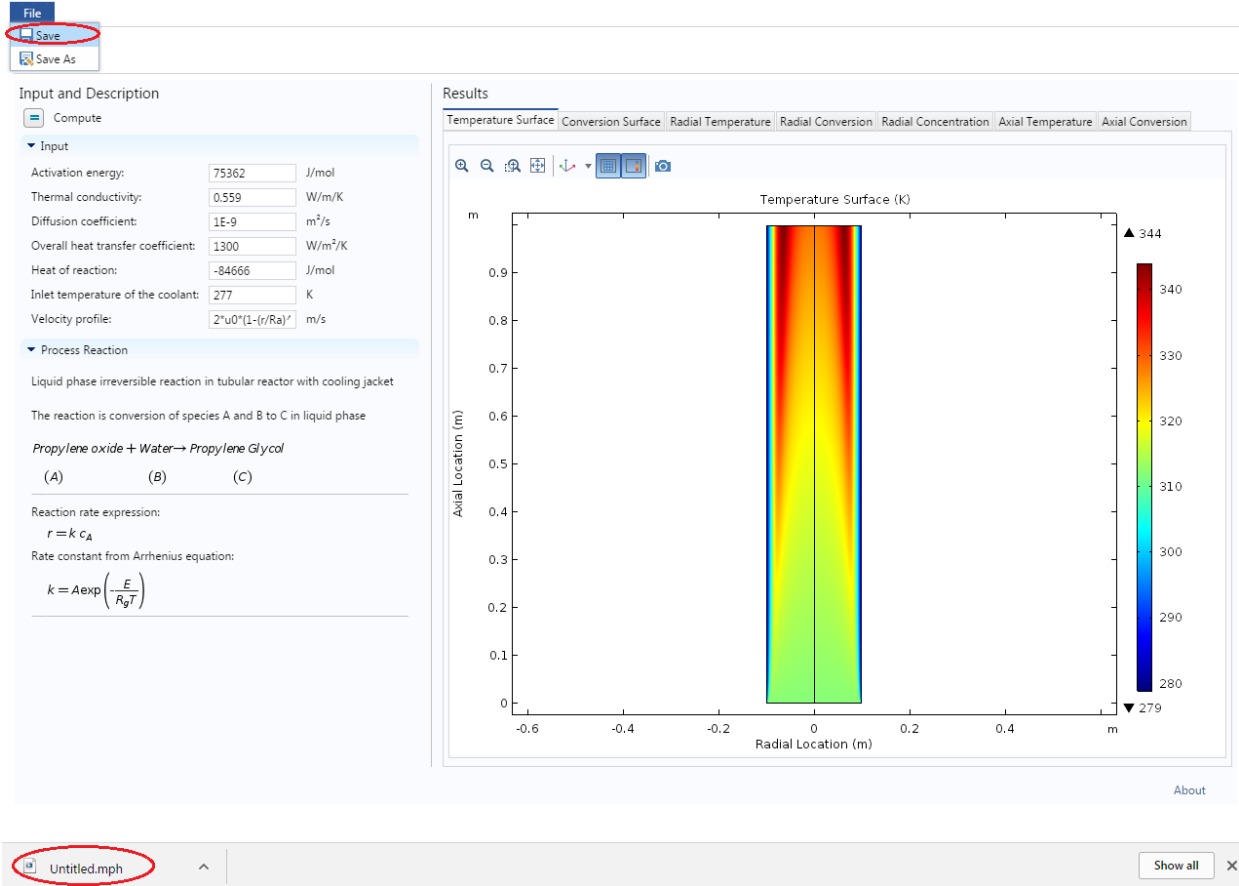 File
Save
Save As
Input and Description
Compute
Input
Activation energy: 75362 J/mol
Thermal conductivity: 0.559 W/m/K
Diffusion coefficient: 1E-9 m²/s
Overall heat transfer coefficient: 1300 W/m²/K
Heat of reaction: -84666 J/mol
Inlet temperature of the coolant: 277 K
Velocity profile: 2*u0*(1-(r/Ra)^ m/s
Process Reaction
Liquid phase irreversible reaction in tubular reactor with cooling jacket
The reaction is conversion of species A and B to C in liquid phase
Propylene oxide + Water→ Propylene Glycol
(A) (B) (C)
Reaction rate expression:
r = k c_A
Rate constant from Arrhenius equation:
k = Aexp(-E/R_gT)
Results
Temperature Surface Conversion Surface Radial Temperature Radial Conversion Radial Concentration Axial Temperature Axial Conversion
Temperature Surface (K)
m
0.9
0.8
0.7
0.6
0.5
0.4
0.3
0.2
0.1
0
Axial Location (m)
-0.6 -0.4 -0.2 0 0.2 0.4 m
Radial Location (m)
▲ 344
340
330
320
310
300
290
280
▼ 279
About
Untitled.mph
Show all